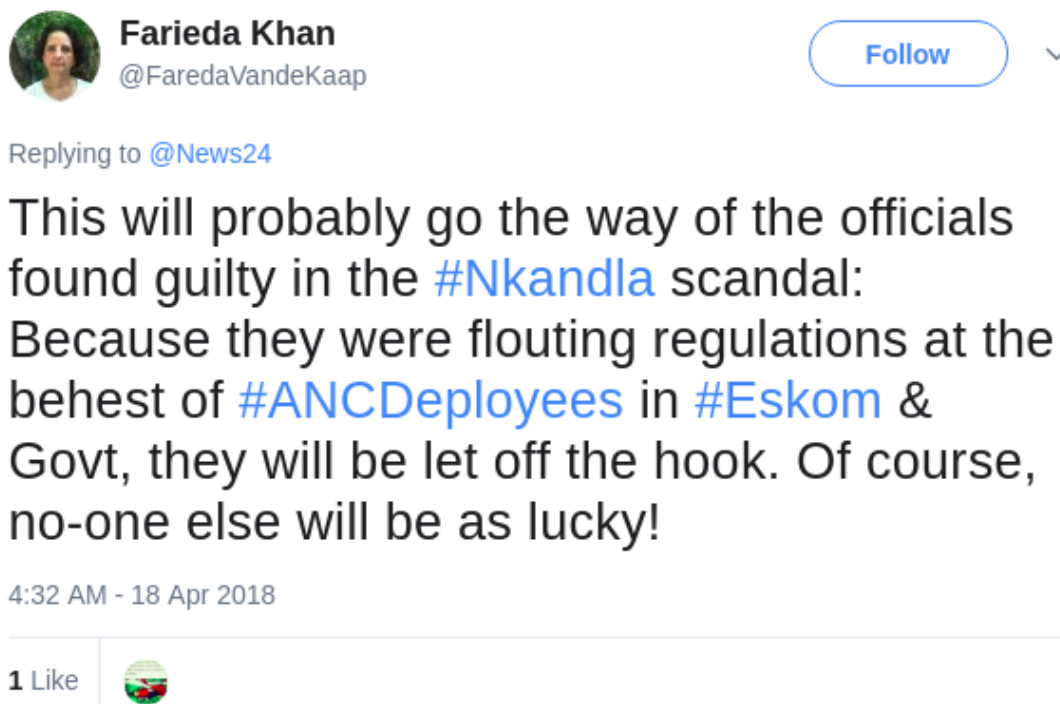 Farieda Khan
@FaredaVandeKaap
Follow
Replying to @News24
This will probably go the way of the officials
found guilty in the #Nkandla scandal:
Because they were flouting regulations at the
behest of #ANCDeployees in #Eskom &
Govt, they will be let off the hook. Of course,
no-one else will be as lucky!
4:32 AM - 18 Apr 2018
1 Like